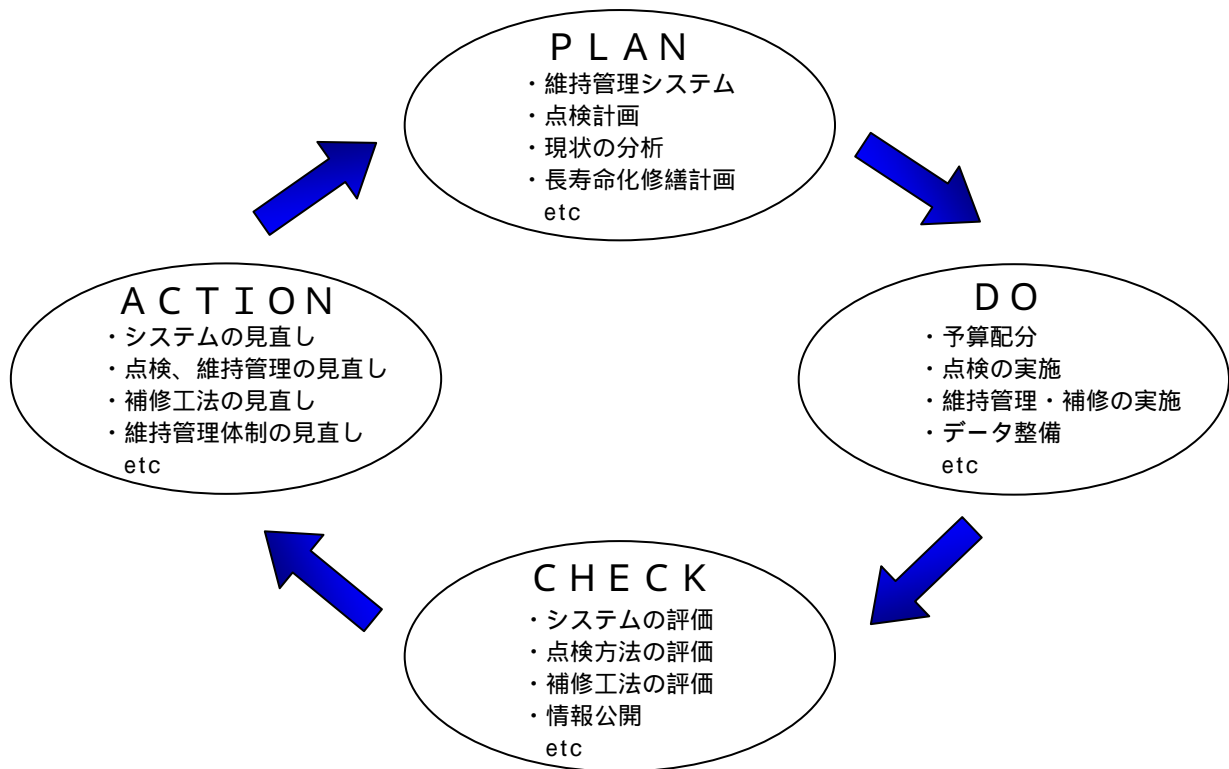 ＰＬＡＮ
・維持管理システム
・点検計画
・現状の分析
・長寿命化修繕計画
etc
ＡＣＴＩＯＮ
・システムの見直し
・点検、維持管理の見直し
・補修工法の見直し
・維持管理体制の見直し
etc
ＤＯ
・予算配分
・点検の実施
・維持管理・補修の実施
・データ整備
etc
ＣＨＥＣＫ
・システムの評価
・点検方法の評価
・補修工法の評価
・情報公開
etc